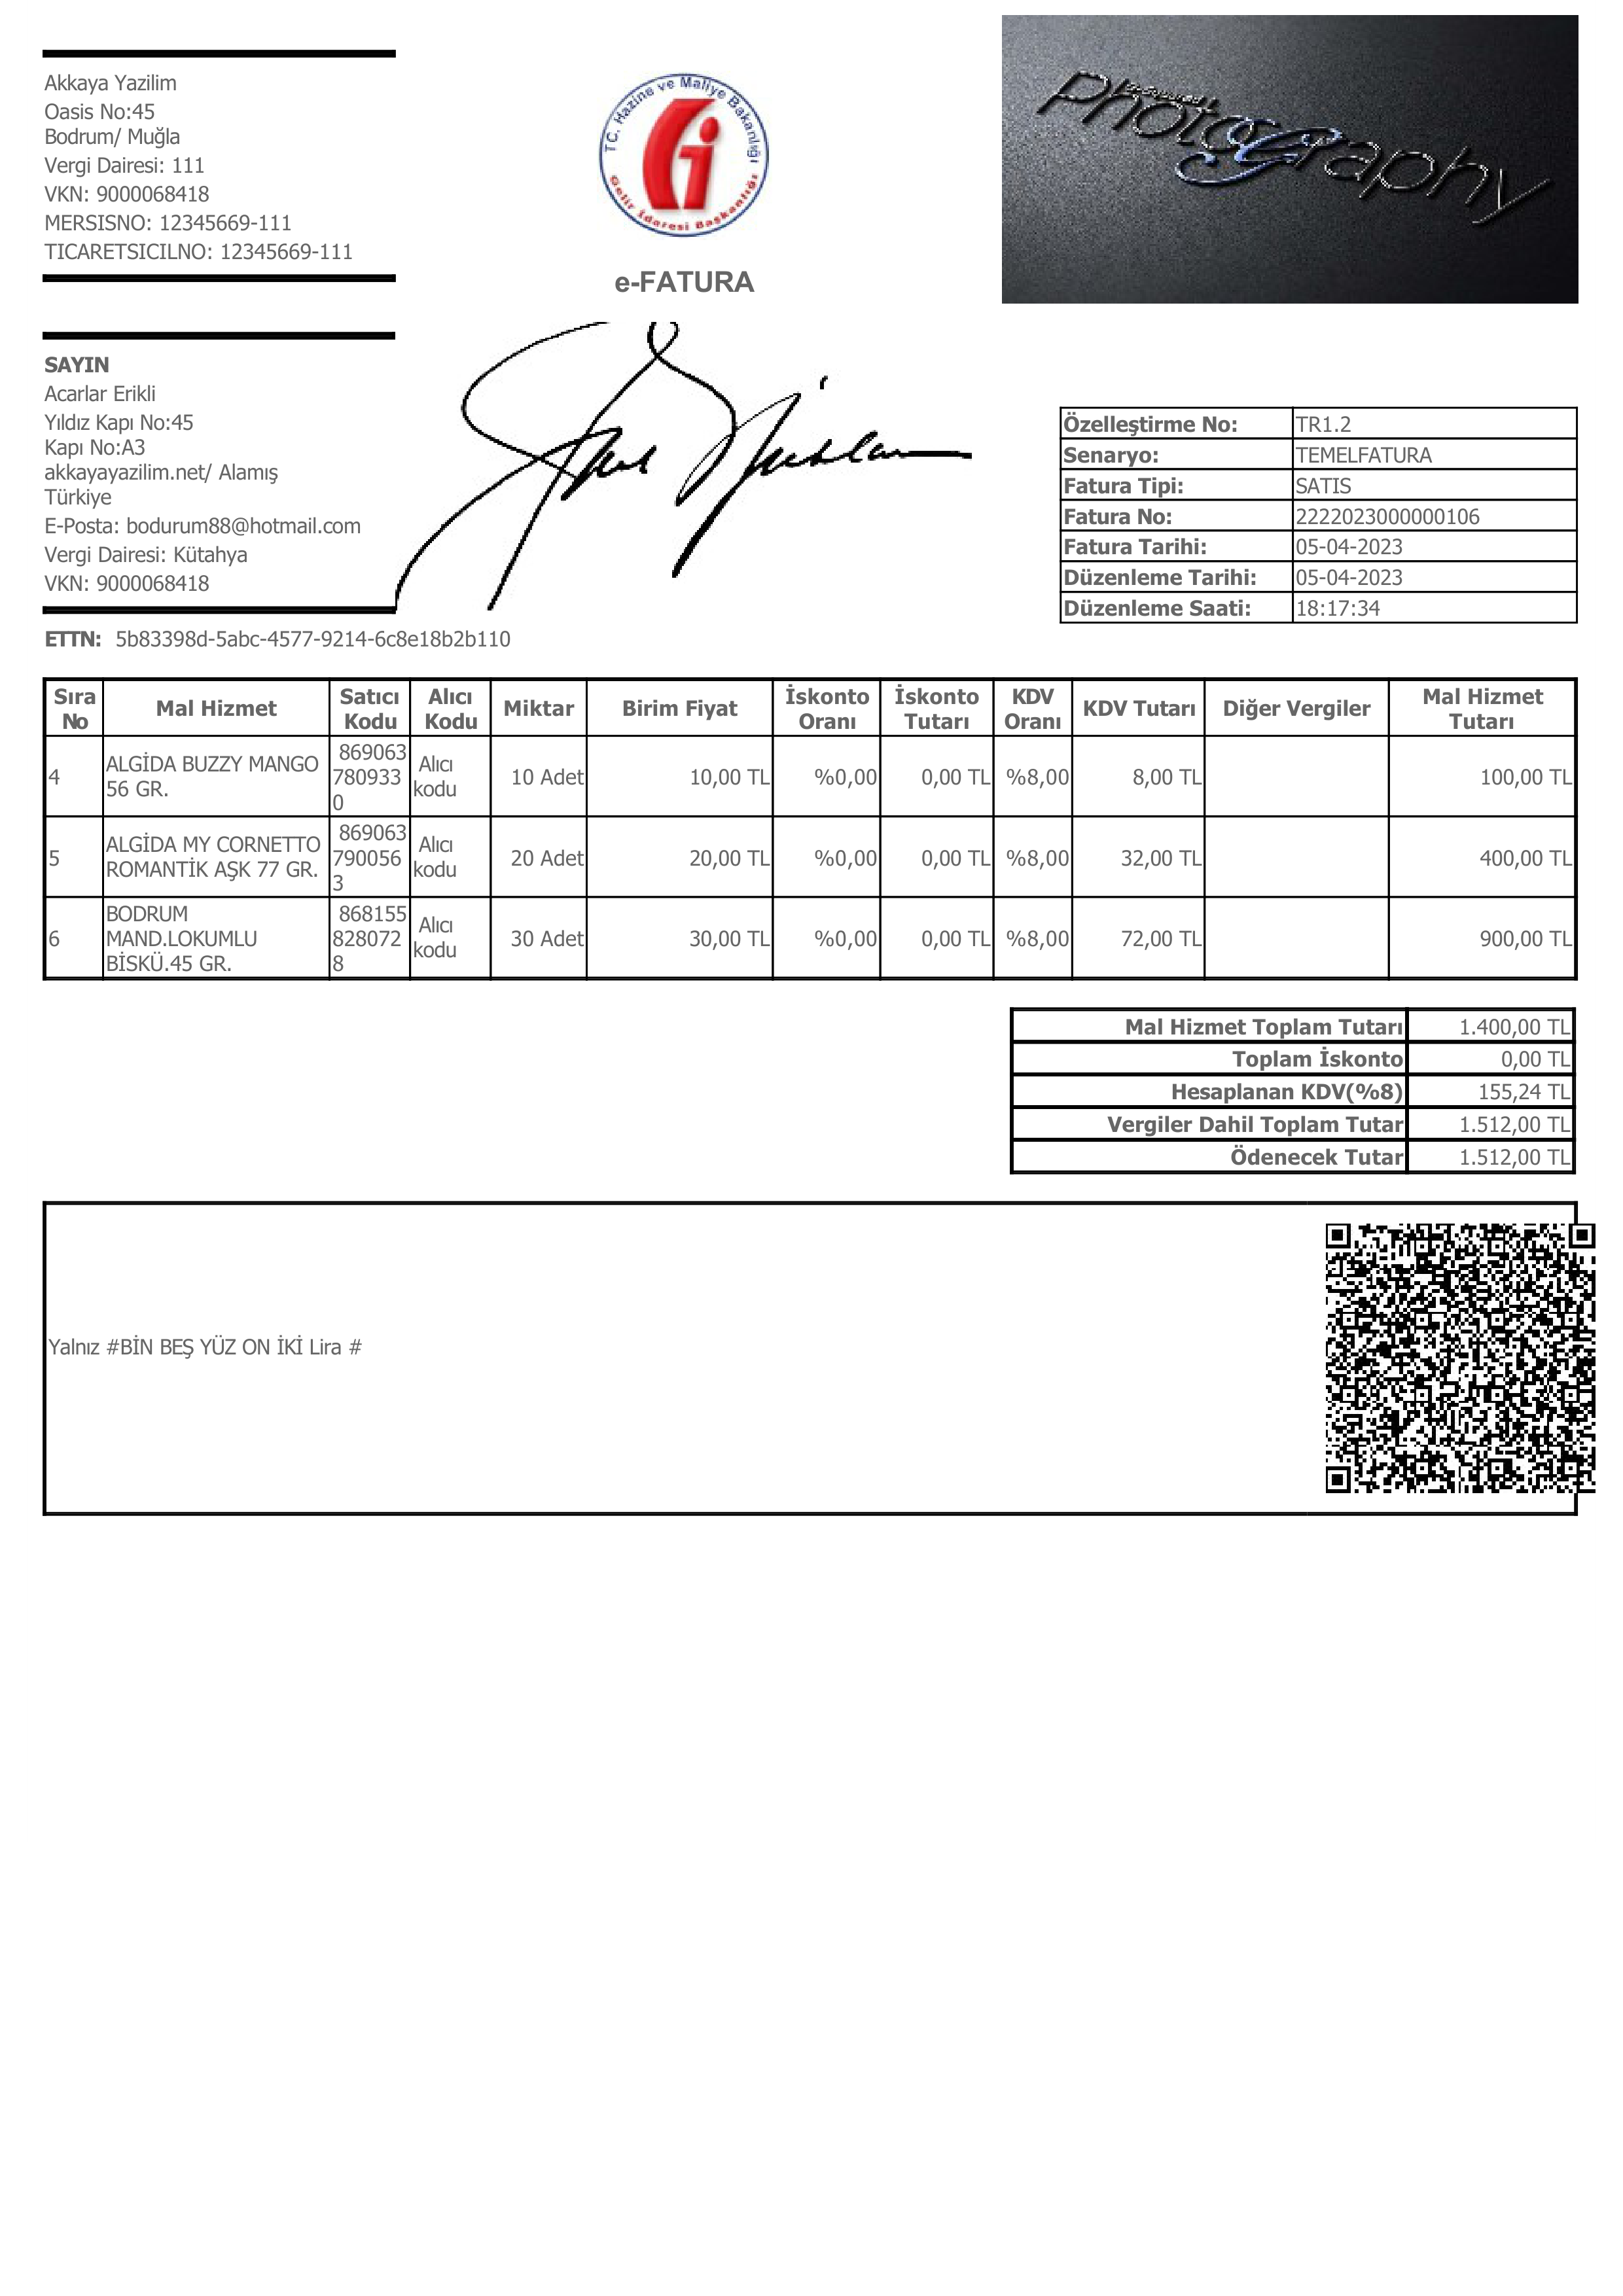 Akkaya Yazilim
Oasis No:45
Bodrum/ Muğla
Vergi Dairesi: 111
VKN: 9000068418
MERSISNO: 12345669-111
TICARETSICILNO: 12345669-111
TC. Hazine ve Maliye Bakanlığı
Gelir İdaresi Başkanlığı
e-FATURA
photography
SAYIN
Acarlar Erikli
Yıldız Kapı No:45
Kapı No:A3
akkayayazilim.net/ Alamış
Türkiye
E-Posta: bodurum88@hotmail.com
Vergi Dairesi: Kütahya
VKN: 9000068418
Özelleştirme No: TR1.2
Senaryo: TEMELFATURA
Fatura Tipi: SATIS
Fatura No: 2222023000000106
Fatura Tarihi: 05-04-2023
Düzenleme Tarihi: 05-04-2023
Düzenleme Saati: 18:17:34
ETTN: 5b83398d-5abc-4577-9214-6c8e18b2b110
Sıra No Mal Hizmet Satıcı Kodu Alıcı Kodu Miktar Birim Fiyat İskonto Oranı İskonto Tutarı KDV Oranı KDV Tutarı Diğer Vergiler Mal Hizmet Tutarı
4 ALGİDA BUZZY MANGO 56 GR. 8690637809330 Alıcı kodu 10 Adet 10,00 TL %0,00 0,00 TL %8,00 8,00 TL 100,00 TL
5 ALGİDA MY CORNETTO ROMANTİK AŞK 77 GR. 8690637900563 Alıcı kodu 20 Adet 20,00 TL %0,00 0,00 TL %8,00 32,00 TL 400,00 TL
6 BODRUM MAND.LOKUMLU BİSKÜ.45 GR. 8681558280728 Alıcı kodu 30 Adet 30,00 TL %0,00 0,00 TL %8,00 72,00 TL 900,00 TL
Mal Hizmet Toplam Tutarı 1.400,00 TL
Toplam İskonto 0,00 TL
Hesaplanan KDV(%8) 155,24 TL
Vergiler Dahil Toplam Tutar 1.512,00 TL
Ödenecek Tutar 1.512,00 TL
Yalnız #BİN BEŞ YÜZ ON İKİ Lira #